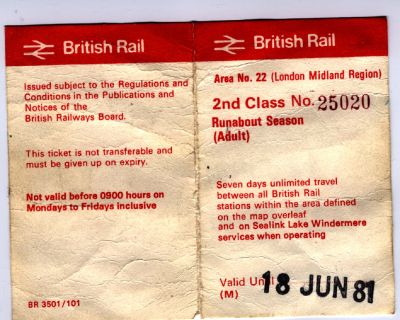 British Rail
Issued subject to the Regulations and
Conditions in the Publications and
Notices of the
British Railways Board.
This ticket is not transferable and
must be given up on expiry.
Not valid before 0900 hours on
Mondays to Fridays inclusive
BR 3501/101
British Rail
Area No. 22 (London Midland Region)
2nd Class No. 25020
Runabout Season
(Adult)
Seven days unlimited travel
between all British Rail
stations within the area defined
on the map overleaf
and on Sealink Lake Windermere
services when operating
Valid Until 18 JUN 81
(M)